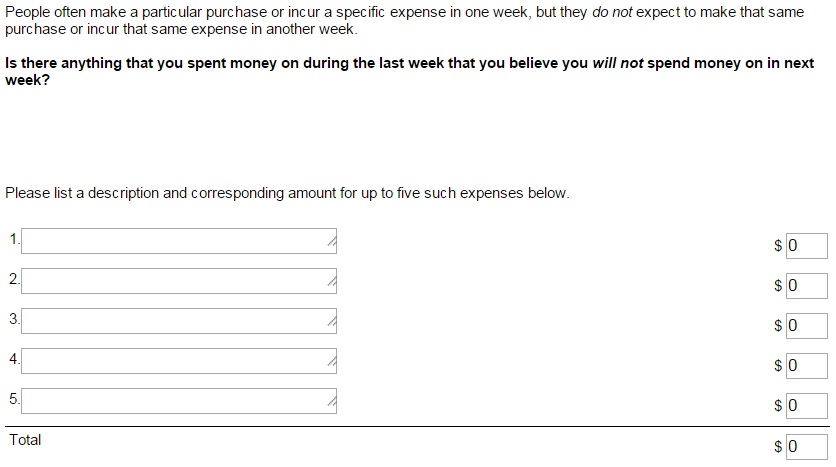 People often make a particular purchase or incur a specific expense in one week, but they do not expect to make that same
purchase or incur that same expense in another week.
Is there anything that you spent money on during the last week that you believe you will not spend money on in next
week?
Please list a description and corresponding amount for up to five such expenses below.
1. $ 0
2. $ 0
3. $ 0
4. $ 0
5. $ 0
Total $ 0